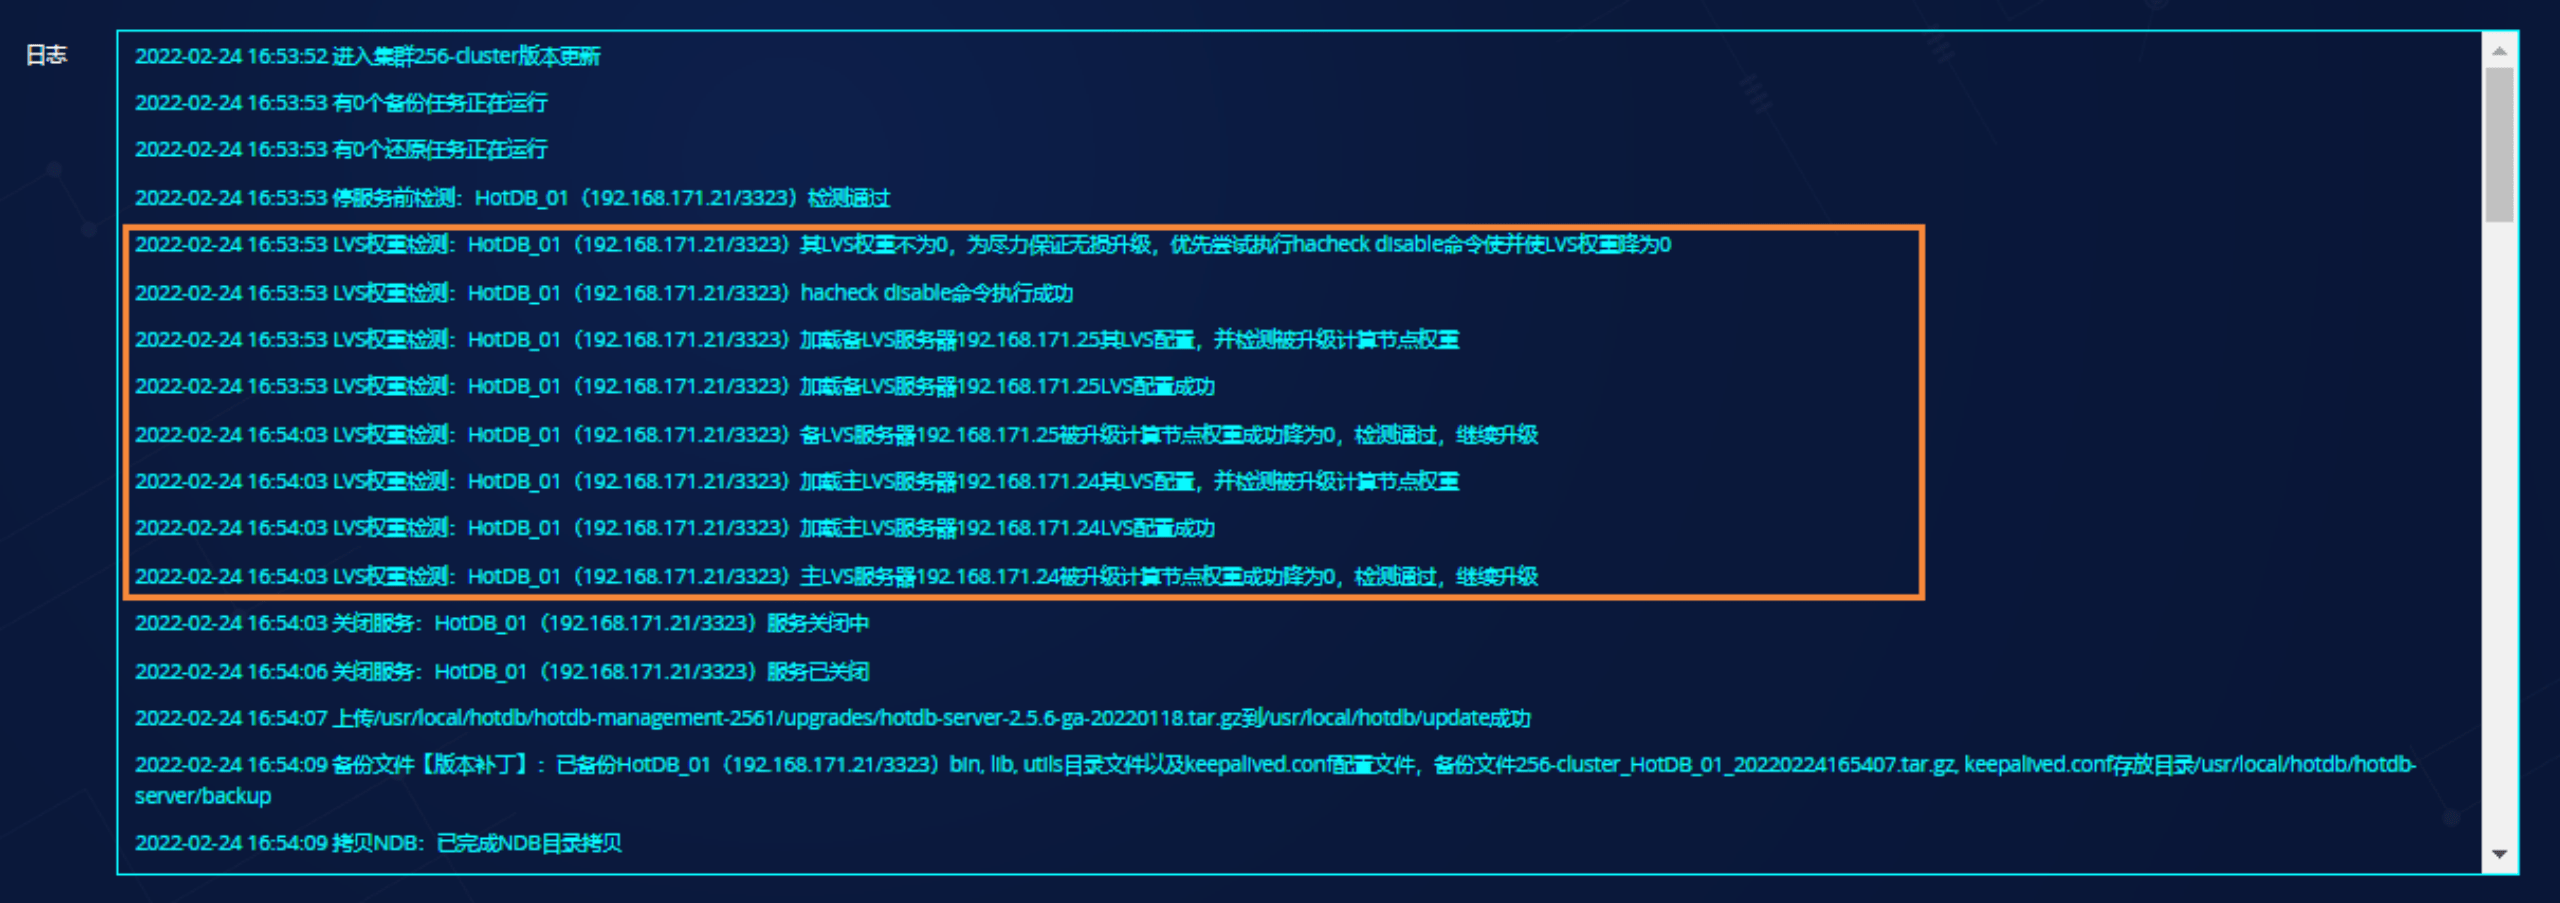 日志
2022-02-24 16:53:52 进入集群256-cluster版本更新
2022-02-24 16:53:53 有0个备份任务正在运行
2022-02-24 16:53:53 有0个还原任务正在运行
2022-02-24 16:53:53 停服务前检测：HotDB_01（192.168.171.21/3323）检测通过
2022-02-24 16:53:53 LVS权重检测：HotDB_01（192.168.171.21/3323）其LVS权重不为0，为尽力保证无损升级，优先尝试执行hacheck disable命令使并使LVS权重降为0
2022-02-24 16:53:53 LVS权重检测：HotDB_01（192.168.171.21/3323）hacheck disable命令执行成功
2022-02-24 16:53:53 LVS权重检测：HotDB_01（192.168.171.21/3323）加载备LVS服务器192.168.171.25其LVS配置，并检测被升级计算节点权重
2022-02-24 16:53:53 LVS权重检测：HotDB_01（192.168.171.21/3323）加载备LVS服务器192.168.171.25LVS配置成功
2022-02-24 16:54:03 LVS权重检测：HotDB_01（192.168.171.21/3323）备LVS服务器192.168.171.25被升级计算节点权重成功降为0，检测通过，继续升级
2022-02-24 16:54:03 LVS权重检测：HotDB_01（192.168.171.21/3323）加载主LVS服务器192.168.171.24其LVS配置，并检测被升级计算节点权重
2022-02-24 16:54:03 LVS权重检测：HotDB_01（192.168.171.21/3323）加载主LVS服务器192.168.171.24LVS配置成功
2022-02-24 16:54:03 LVS权重检测：HotDB_01（192.168.171.21/3323）主LVS服务器192.168.171.24被升级计算节点权重成功降为0，检测通过，继续升级
2022-02-24 16:54:03 关闭服务：HotDB_01（192.168.171.21/3323）服务关闭中
2022-02-24 16:54:06 关闭服务：HotDB_01（192.168.171.21/3323）服务已关闭
2022-02-24 16:54:07 上传/usr/local/hotdb/hotdb-management-2561/upgrades/hotdb-server-2.5.6-ga-20220118.tar.gz到/usr/local/hotdb/update成功
2022-02-24 16:54:09 备份文件【版本补丁】：已备份HotDB_01（192.168.171.21/3323）bin, lib, utils目录文件以及keepalived.conf配置文件，备份文件256-cluster_HotDB_01_20220224165407.tar.gz, keepalived.conf存放目录/usr/local/hotdb/hotdb-
server/backup
2022-02-24 16:54:09 拷贝NDB：已完成NDB目录拷贝